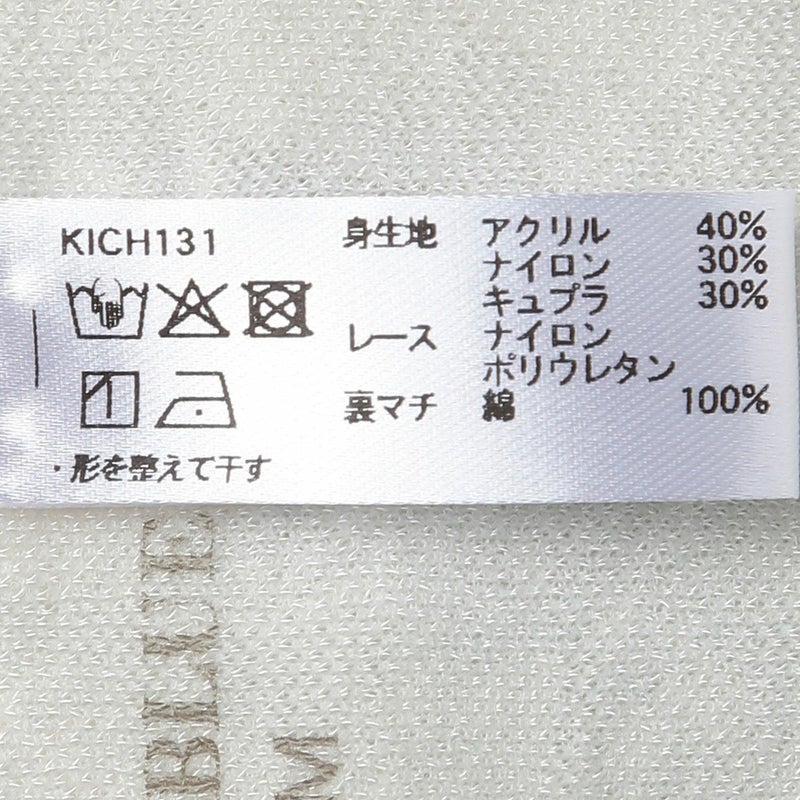 KICH131
・形を整えて干す
身生地 アクリル 40%
ナイロン 30%
キュプラ 30%
レース ナイロン
ポリウレタン
裏マチ 綿 100%
BLUE
M